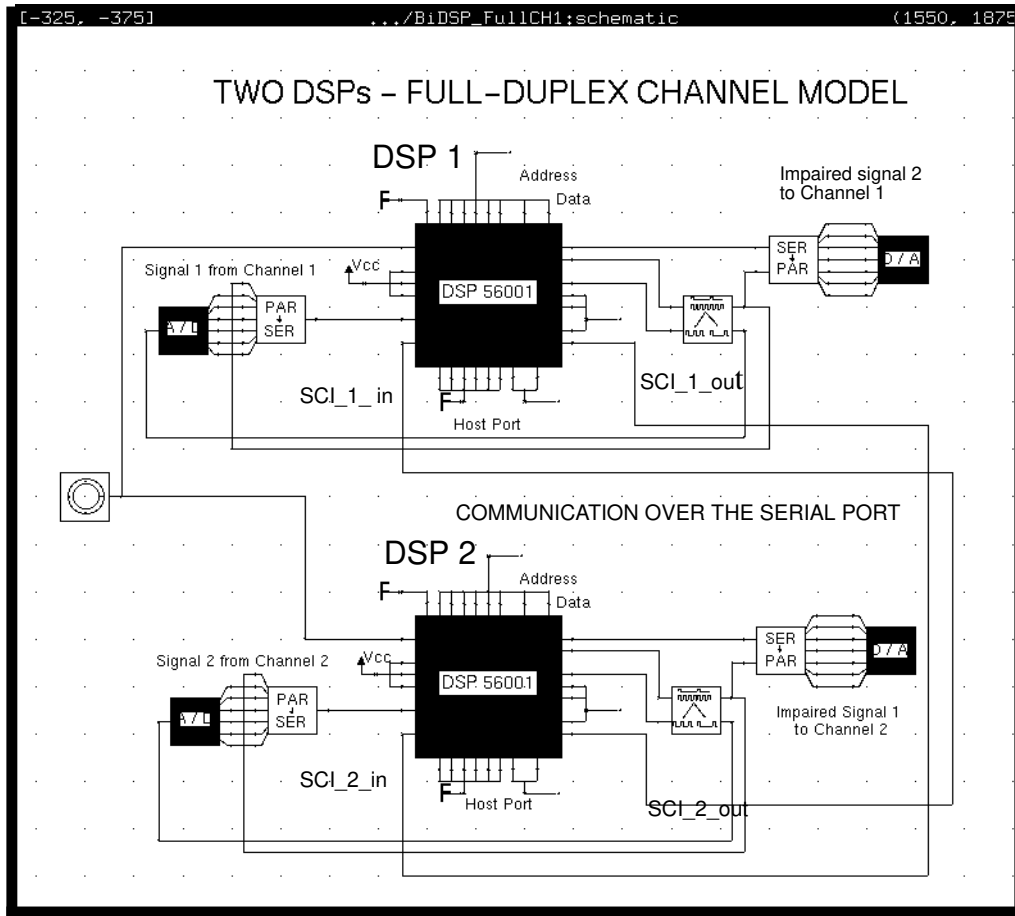 [-325, -375] .../BiDSP_FullCH1:schematic (1550, 1875
TWO DSPs – FULL–DUPLEX CHANNEL MODEL
DSP 1
Address
Data
F
Impaired signal 2
to Channel 1
Signal 1 from Channel 1
Vcc
SER
PAR
D / A
DSP 56001
A / D
PAR
SER
SCI_1_ in
SCI_1_out
F
Host Port
COMMUNICATION OVER THE SERIAL PORT
DSP 2
Address
F
Data
Signal 2 from Channel 2
Vcc
SER
PAR
D / A
DSP 56001
A / D
PAR
SER
Impaired Signal 1
to Channel 2
SCI_2_in
F
Host Port
SCI_2_out